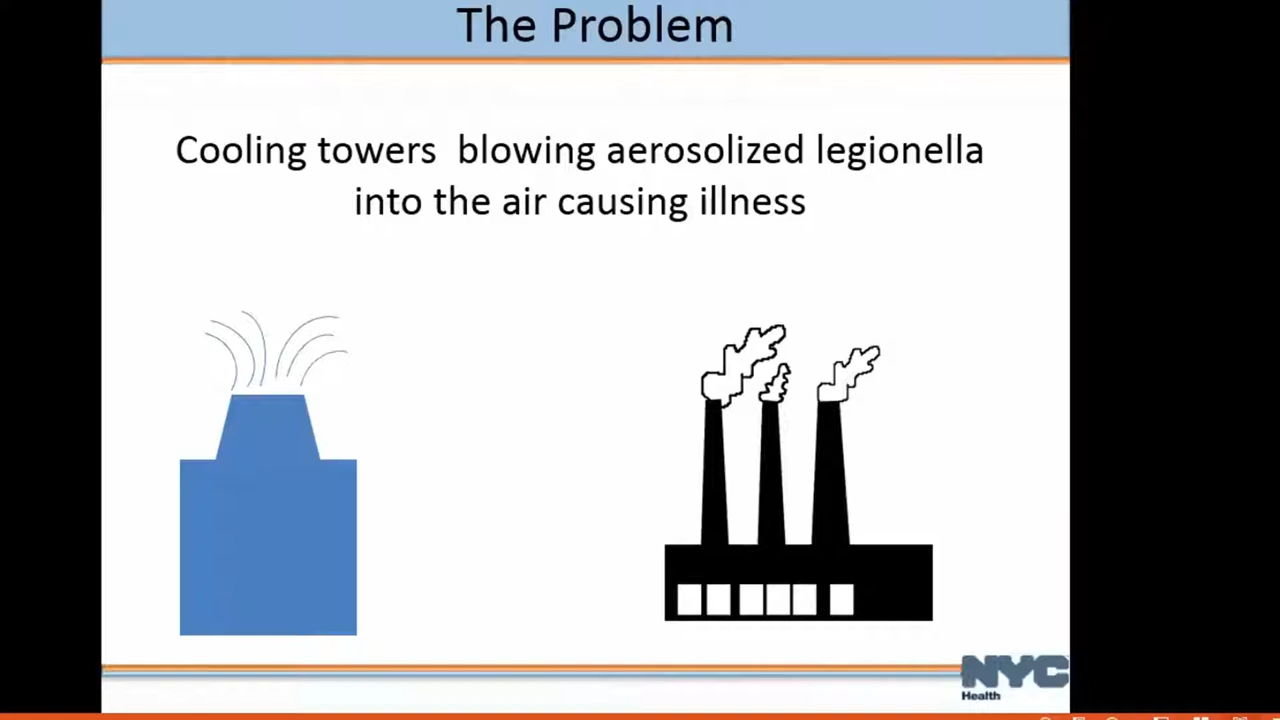 The Problem
Cooling towers  blowing aerosolized legionella
into the air causing illness
NYC
Health